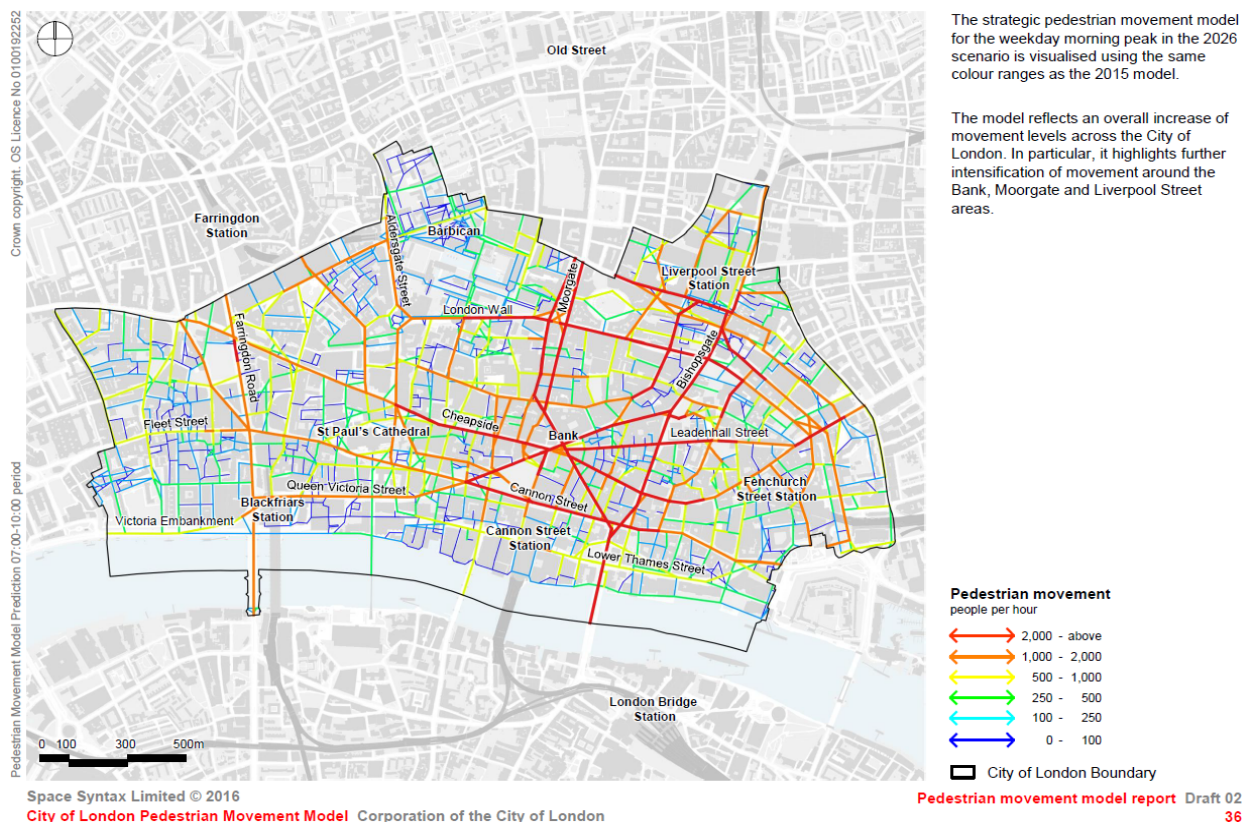 Crown copyright. OS Licence No 0100192252
Pedestrian Movement Model Prediction 07:00-10:00 period
Old Street
Farringdon
Station
Barbican
Aldersgate Street
Moorgate
Liverpool Street
Station
London Wall
Farringdon Road
Bishopsgate
Fleet Street
St Paul's Cathedral
Cheapside
Bank
Leadenhall Street
Queen Victoria Street
Cannon Street
Fenchurch
Street Station
Blackfriars
Station
Victoria Embankment
Cannon Street
Station
Lower Thames Street
London Bridge
Station
0 100 300 500m
The strategic pedestrian movement model
for the weekday morning peak in the 2026
scenario is visualised using the same
colour ranges as the 2015 model.
The model reflects an overall increase of
movement levels across the City of
London. In particular, it highlights further
intensification of movement around the
Bank, Moorgate and Liverpool Street
areas.
Pedestrian movement
people per hour
2,000 - above
1,000 - 2,000
500 - 1,000
250 - 500
100 - 250
0 - 100
City of London Boundary
Space Syntax Limited © 2016
City of London Pedestrian Movement Model Corporation of the City of London
Pedestrian movement model report Draft 02
36